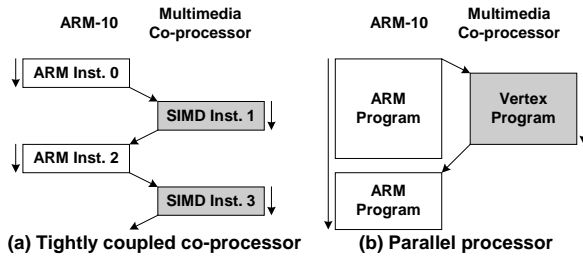 ARM-10
Multimedia
Co-processor
ARM Inst. 0
SIMD Inst. 1
ARM Inst. 2
SIMD Inst. 3
(a) Tightly coupled co-processor
ARM-10
Multimedia
Co-processor
ARM
Program
Vertex
Program
ARM
Program
(b) Parallel processor